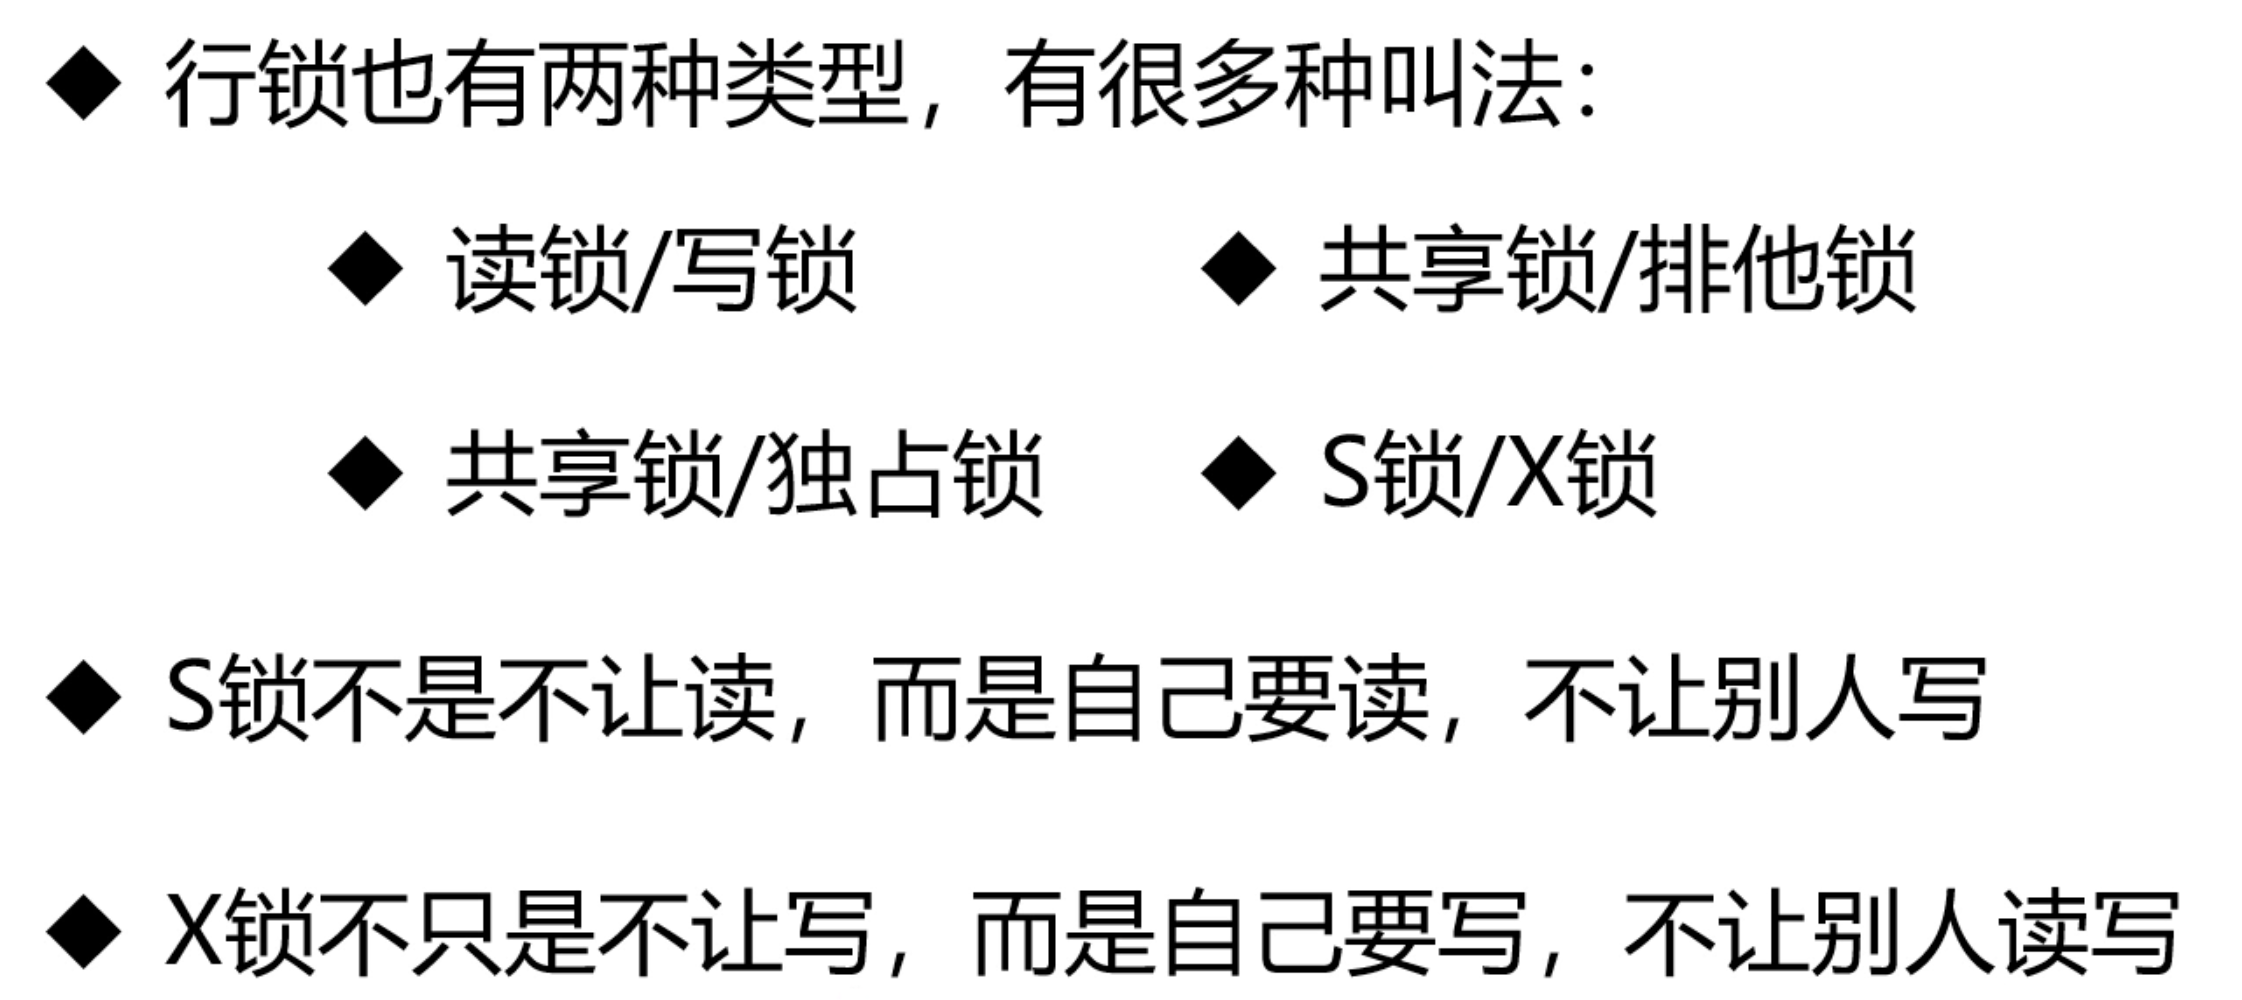 ◆ 行锁也有两种类型，有很多种叫法：
◆ 读锁/写锁 ◆ 共享锁/排他锁
◆ 共享锁/独占锁 ◆ S锁/X锁
◆ S锁不是不让读，而是自己要读，不让别人写
◆ X锁不只是不让写，而是自己要写，不让别人读写